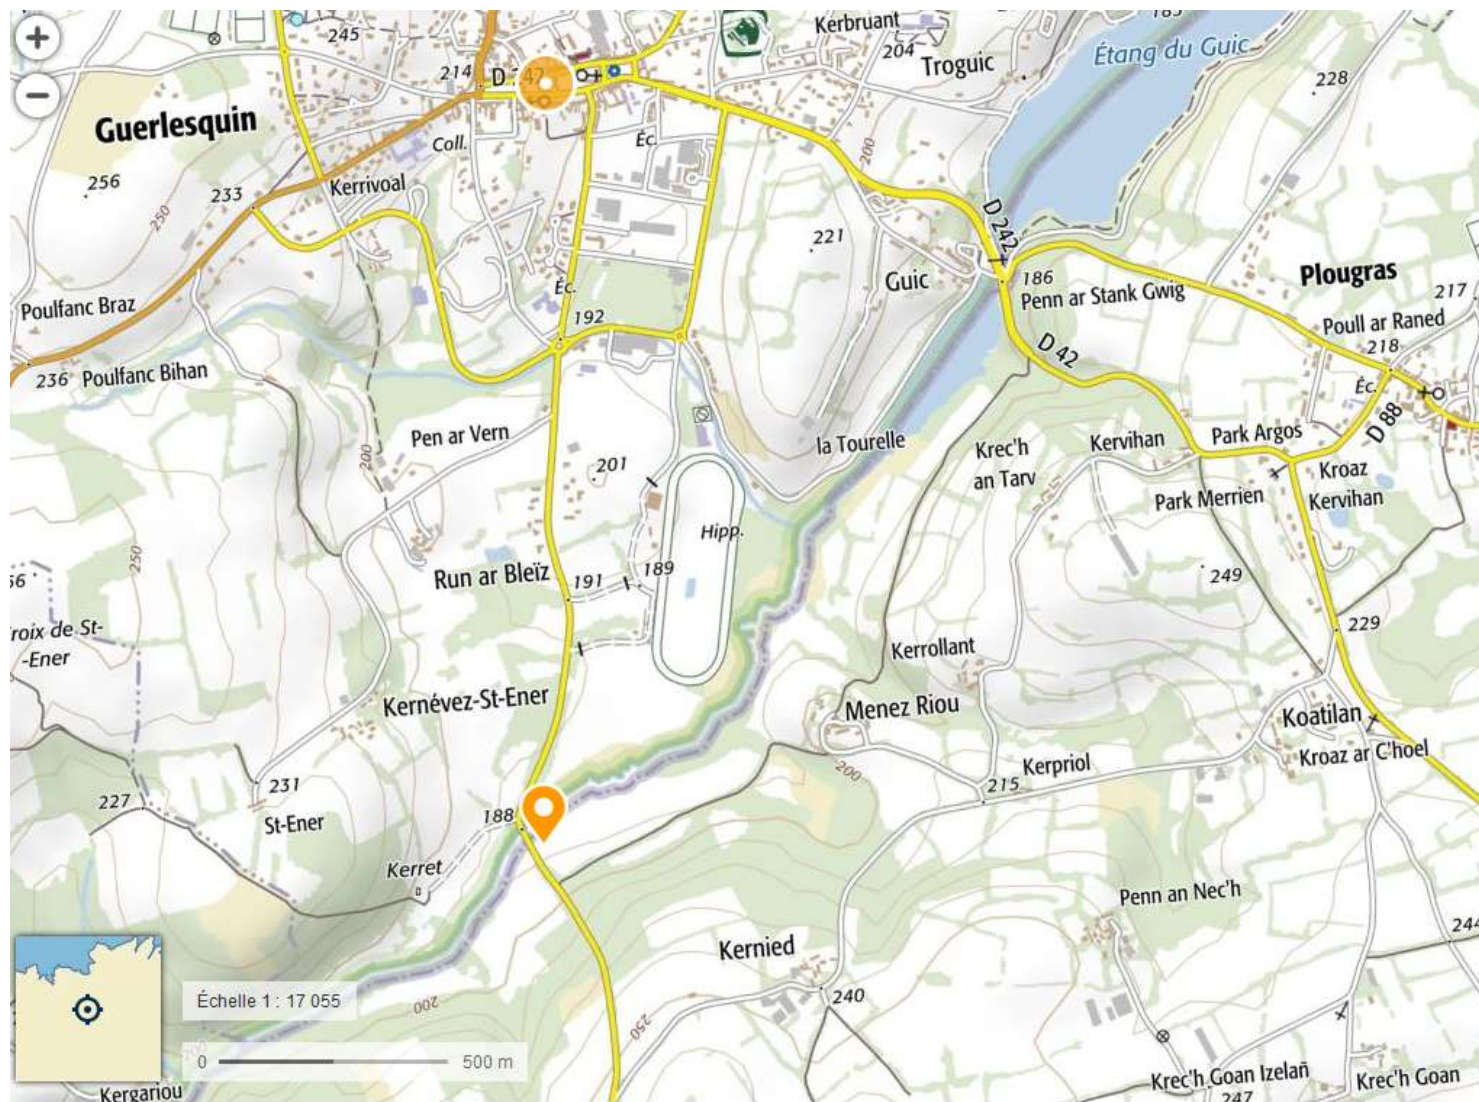 +
−
245
Kerbruant
185
Étang du Guic
214
D 242
204
Troguic
228
Guerlesquin
Coll.
Éc.
200
256
233
Kerrivoal
250
D 242
221
Guic
186
Plougras
Penn ar Stank Gwig
217
Poulfanc Braz
Éc.
192
Poull ar Raned
218
D 42
236
Poulfanc Bihan
Éc.
D 88
Pen ar Vern
200
la Tourelle
Krec'h
an Tarv
Kervihan
Park Argos
201
Kroaz
Kervihan
Park Merrien
Hipp.
250
Run ar Bleïz
191
189
249
56
roix de St-
-Ener
229
Kerrollant
Kernévez-St-Ener
Menez Riou
Koatilan
Kroaz ar C'hoel
200
Kerpriol
215
231
227
St-Ener
188
Kerret
Penn an Nec'h
244
Kernied
240
Échelle 1 : 17 055
200
250
200
0
500 m
Kergariou
Krec'h Goan Izelañ
247
Krec'h Goan